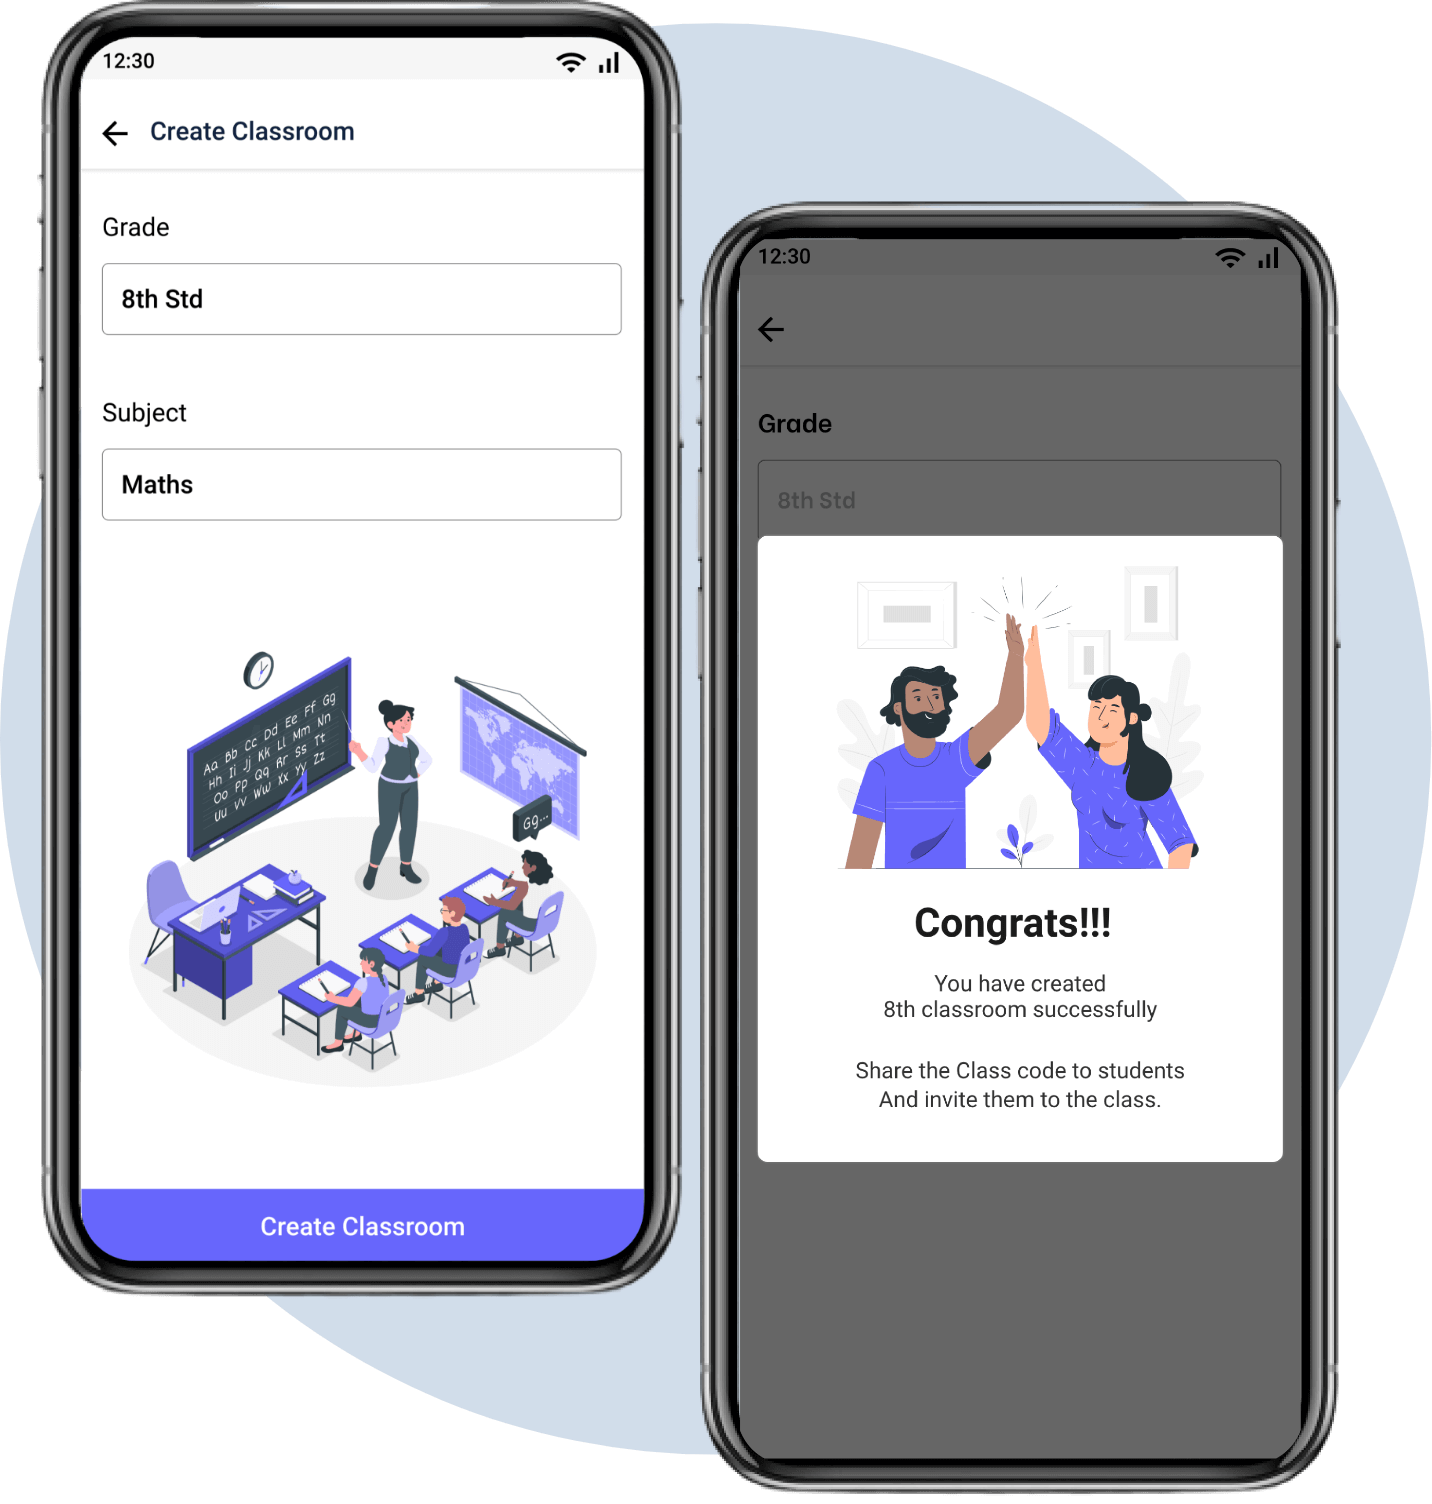 12:30
Create Classroom
Grade
8th Std
Subject
Maths
Aa Bb Cc Dd Ee Ff Gg
Hh Ii Jj Kk Ll Mm Nn
Oo Pp Qq Rr Ss Tt
Uu Vv Ww Xx Yy Zz
Gg...
Create Classroom
12:30
Grade
8th Std
Congrats!!!
You have created
8th classroom successfully
Share the Class code to students
And invite them to the class.